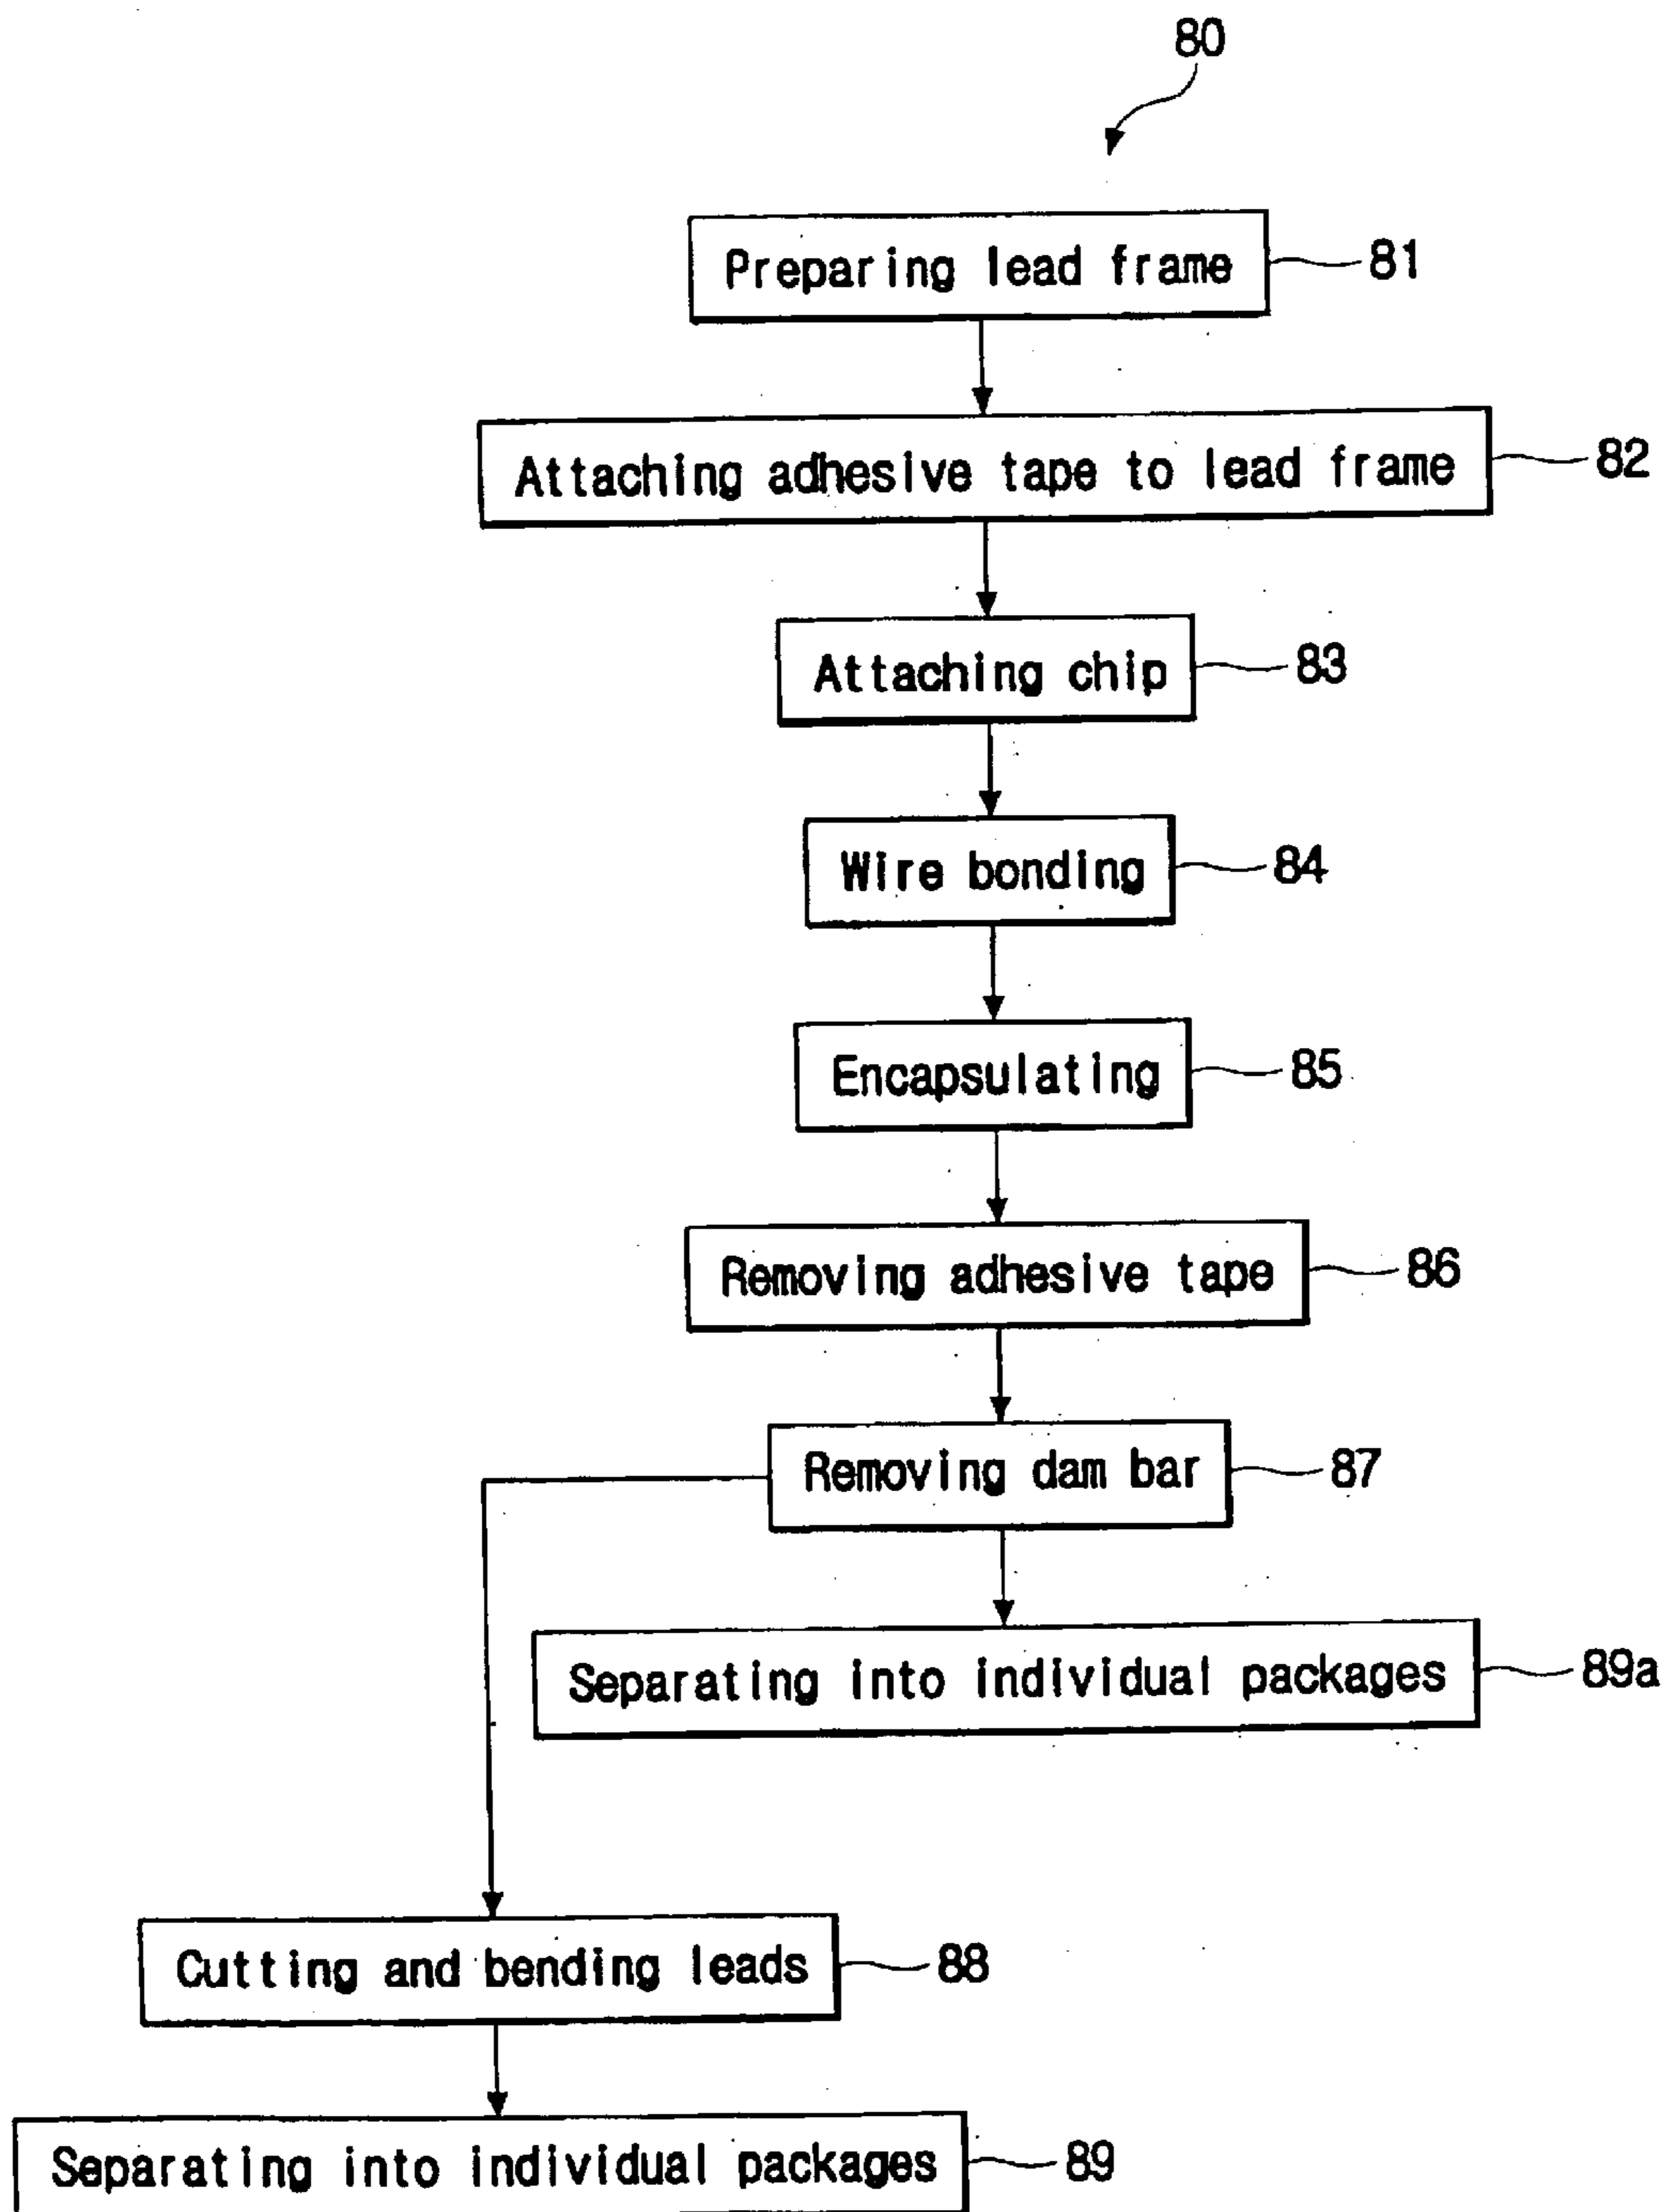 80
Preparing lead frame 81
Attaching adhesive tape to lead frame 82
Attaching chip 83
Wire bonding 84
Encapsulating 85
Removing adhesive tape 86
Removing dam bar 87
Separating into individual packages 89a
Cutting and bending leads 88
Separating into individual packages 89